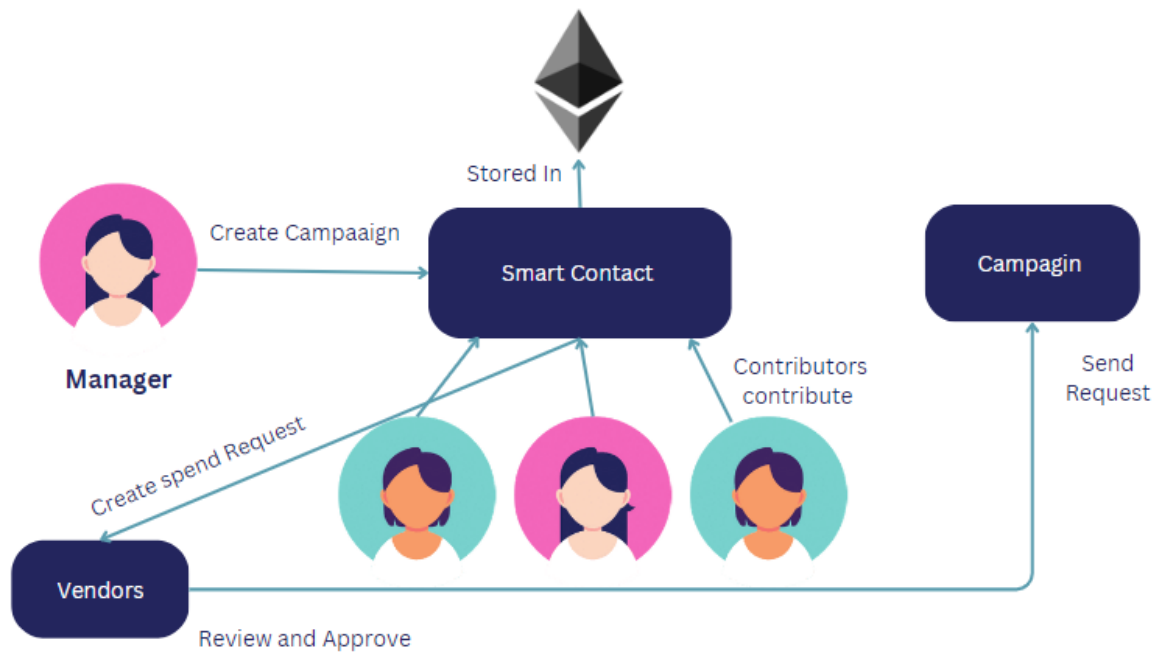 Stored In
Create Campaaign
Smart Contact
Campagin
Manager
Contributors
contribute
Send
Request
Create spend Request
Vendors
Review and Approve